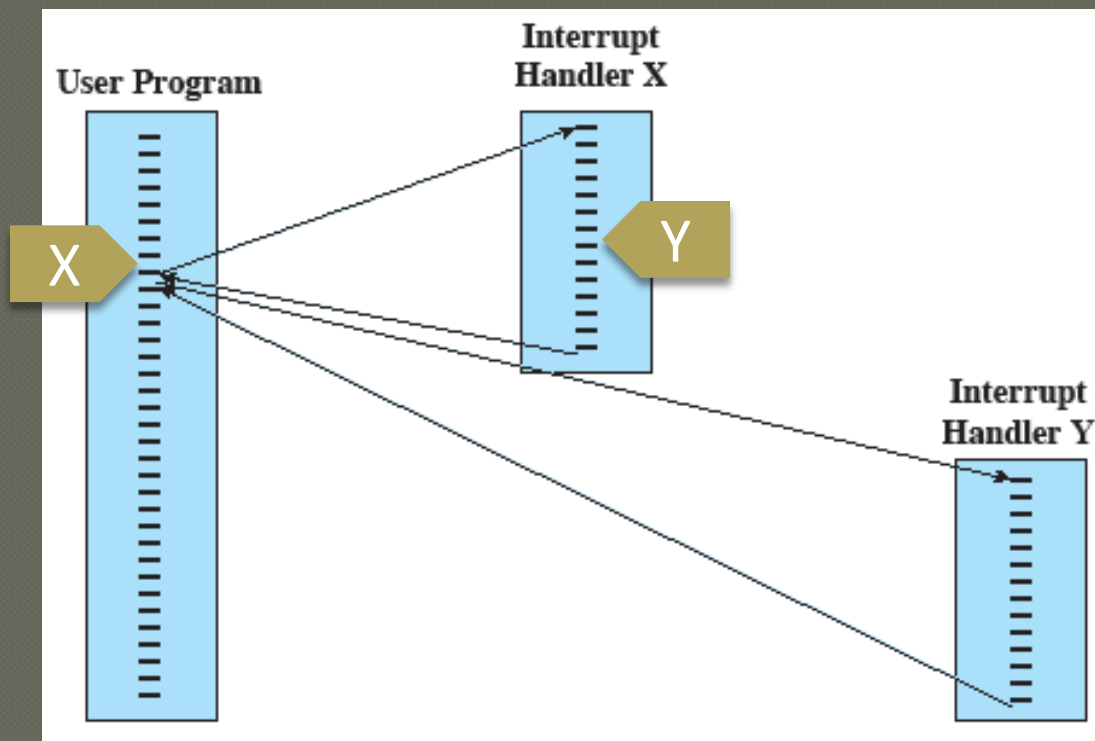 User Program
Interrupt
Handler X
X
Y
Interrupt
Handler Y